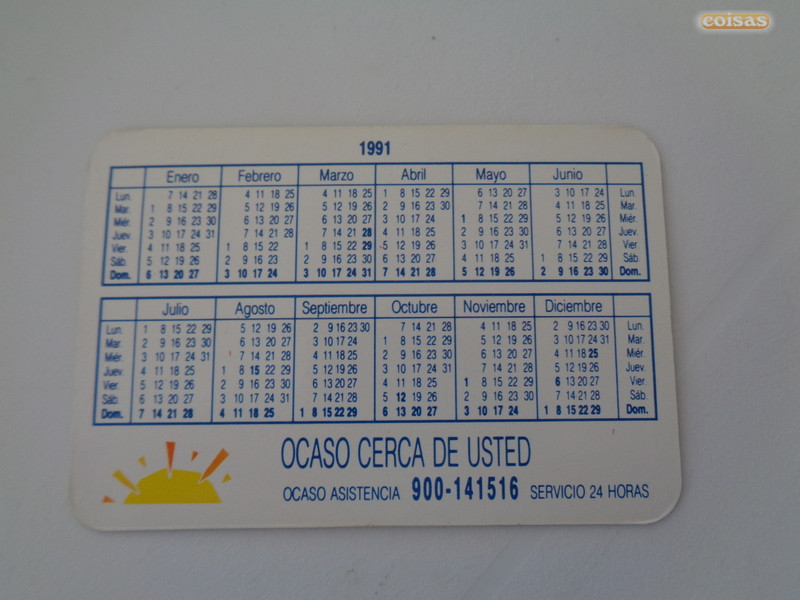 coisas
1991
Enero Febrero Marzo Abril Mayo Junio
Lun. 7 14 21 28 4 11 18 25 4 11 18 25 1 8 15 22 29 6 13 20 27 3 10 17 24 Lun.
Mar. 1 8 15 22 29 5 12 19 26 5 12 19 26 2 9 16 23 30 7 14 21 28 4 11 18 25 Mar.
Miér. 2 9 16 23 30 6 13 20 27 6 13 20 27 3 10 17 24 1 8 15 22 29 5 12 19 26 Miér.
Juev. 3 10 17 24 31 7 14 21 28 7 14 21 28 4 11 18 25 2 9 16 23 30 6 13 20 27 Juev.
Vier. 4 11 18 25 1 8 15 22 1 8 15 22 29 5 12 19 26 3 10 17 24 31 7 14 21 28 Vier.
Sáb. 5 12 19 26 2 9 16 23 2 9 16 23 30 6 13 20 27 4 11 18 25 1 8 15 22 29 Sáb.
Dom. 6 13 20 27 3 10 17 24 3 10 17 24 31 7 14 21 28 5 12 19 26 2 9 16 23 30 Dom.
Julio Agosto Septiembre Octubre Noviembre Diciembre
Lun. 1 8 15 22 29 5 12 19 26 2 9 16 23 30 7 14 21 28 4 11 18 25 2 9 16 23 30 Lun.
Mar. 2 9 16 23 30 6 13 20 27 3 10 17 24 1 8 15 22 29 5 12 19 26 3 10 17 24 31 Mar.
Miér. 3 10 17 24 31 7 14 21 28 4 11 18 25 2 9 16 23 30 6 13 20 27 4 11 18 25 Miér.
Juev. 4 11 18 25 1 8 15 22 29 5 12 19 26 3 10 17 24 31 7 14 21 28 5 12 19 26 Juev.
Vier. 5 12 19 26 2 9 16 23 30 6 13 20 27 4 11 18 25 1 8 15 22 29 6 13 20 27 Vier.
Sáb. 6 13 20 27 3 10 17 24 31 7 14 21 28 5 12 19 26 2 9 16 23 30 7 14 21 28 Sáb.
Dom. 7 14 21 28 4 11 18 25 1 8 15 22 29 6 13 20 27 3 10 17 24 1 8 15 22 29 Dom.
OCASO CERCA DE USTED
OCASO ASISTENCIA 900-141516 SERVICIO 24 HORAS